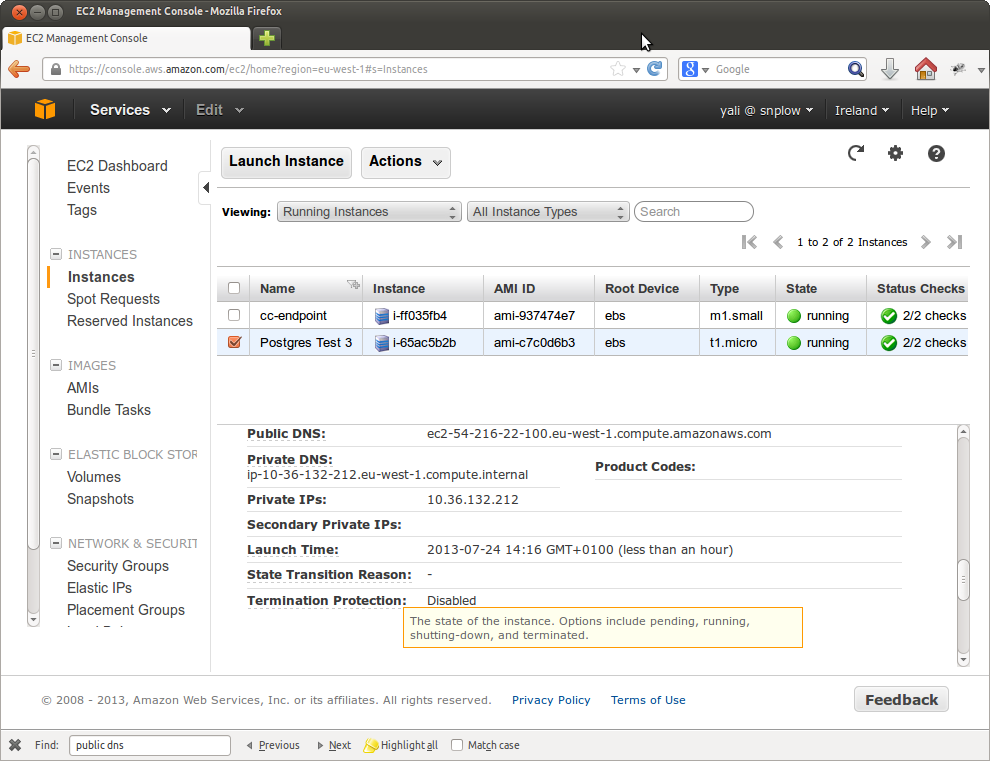 EC2 Management Console - Mozilla Firefox
EC2 Management Console
https://console.aws.amazon.com/ec2/home?region=eu-west-1#s=Instances
Google
Services Edit yali @ snplow Ireland Help
EC2 Dashboard
Events
Tags
INSTANCES
Instances
Spot Requests
Reserved Instances
IMAGES
AMIs
Bundle Tasks
ELASTIC BLOCK STOR
Volumes
Snapshots
NETWORK & SECURIT
Security Groups
Elastic IPs
Placement Groups
Launch Instance Actions
Viewing: Running Instances All Instance Types Search
1 to 2 of 2 Instances
Name Instance AMI ID Root Device Type State Status Checks
cc-endpoint i-ff035fb4 ami-937474e7 ebs m1.small running 2/2 checks
Postgres Test 3 i-65ac5b2b ami-c7c0d6b3 ebs t1.micro running 2/2 checks
Public DNS: ec2-54-216-22-100.eu-west-1.compute.amazonaws.com
Private DNS:
ip-10-36-132-212.eu-west-1.compute.internal
Product Codes:
Private IPs: 10.36.132.212
Secondary Private IPs:
Launch Time: 2013-07-24 14:16 GMT+0100 (less than an hour)
State Transition Reason: -
Termination Protection: Disabled
The state of the instance. Options include pending, running,
shutting-down, and terminated.
© 2008 - 2013, Amazon Web Services, Inc. or its affiliates. All rights reserved. Privacy Policy Terms of Use Feedback
Find: public dns Previous Next Highlight all Match case